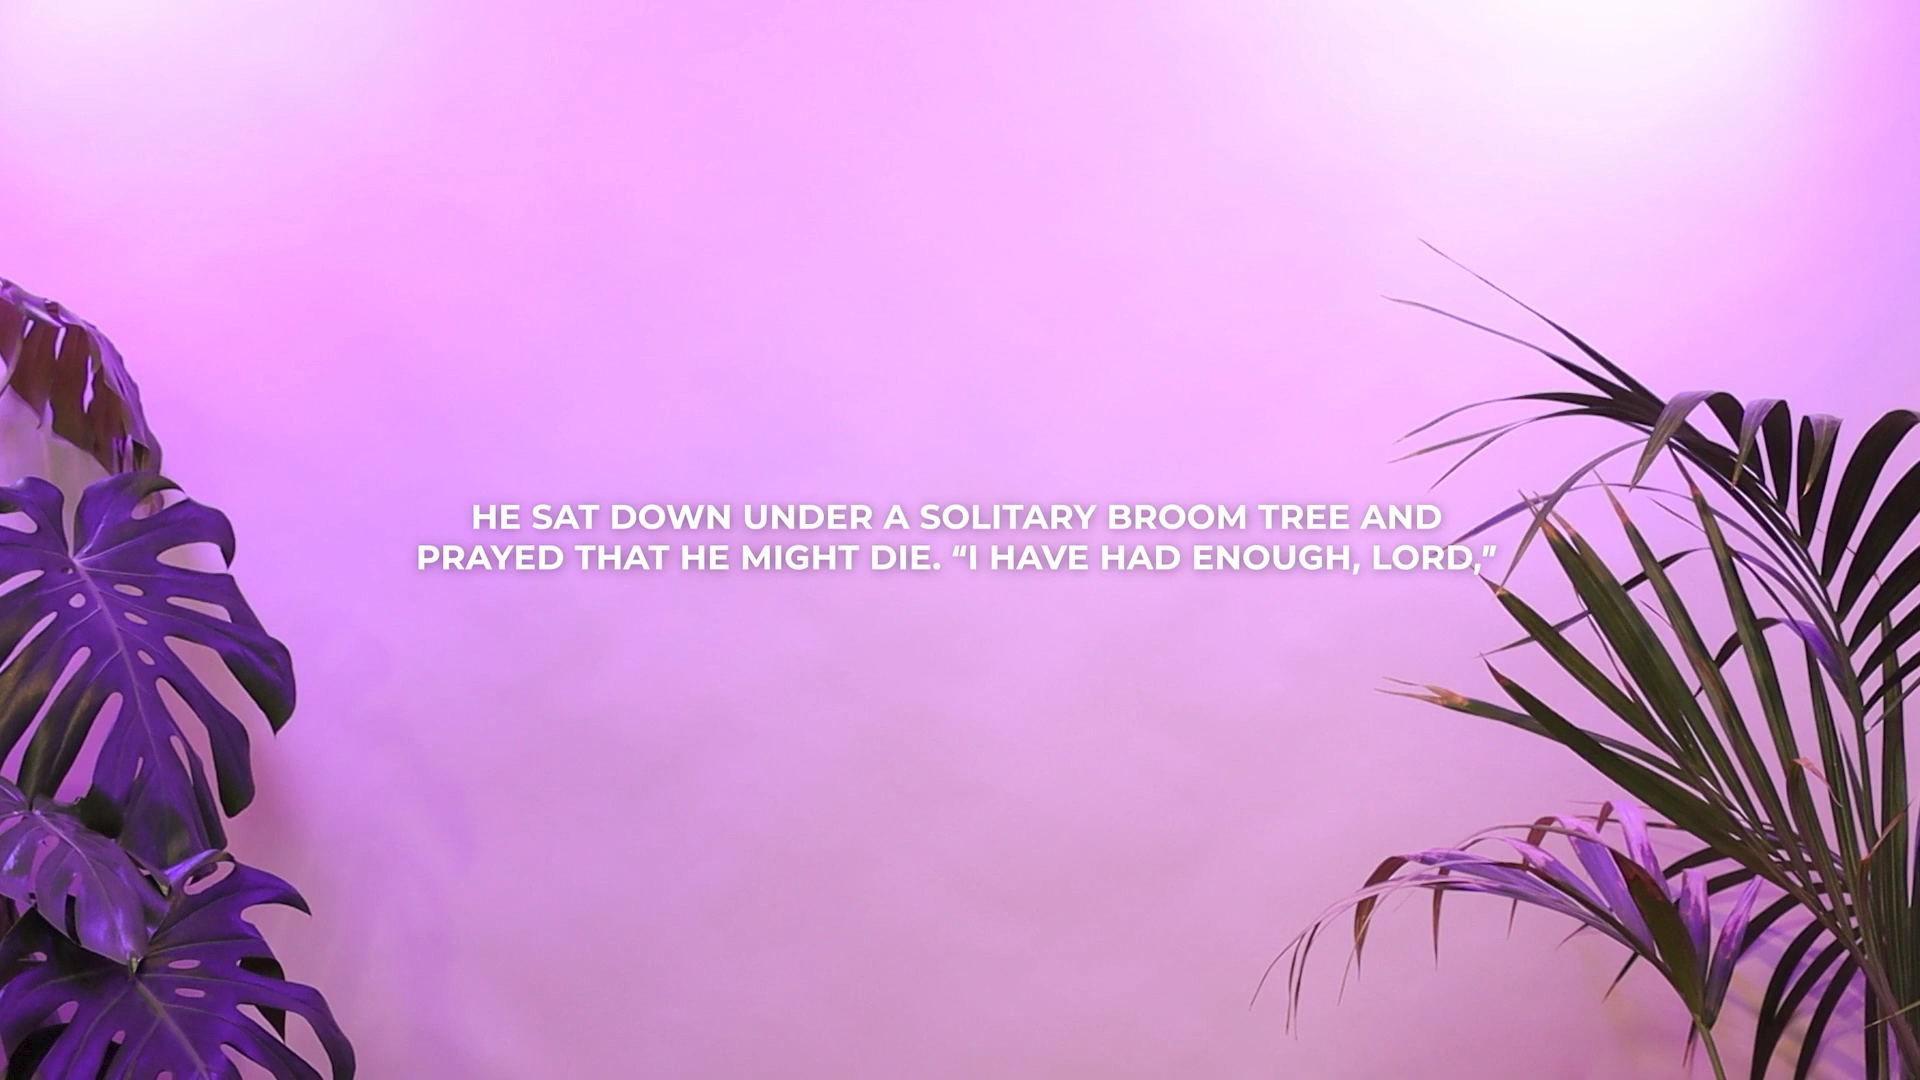 HE SAT DOWN UNDER A SOLITARY BROOM TREE AND
PRAYED THAT HE MIGHT DIE. “I HAVE HAD ENOUGH, LORD,”